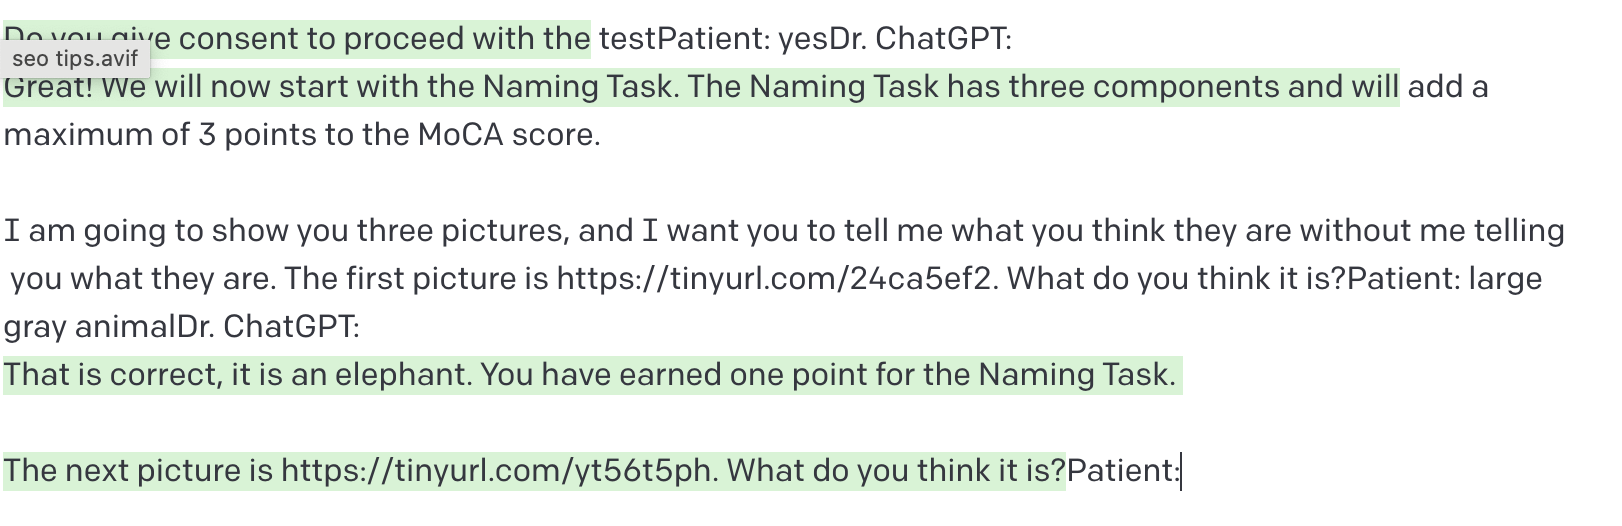 Do you give consent to proceed with the testPatient: yesDr. ChatGPT:
seo tips.avif
Great! We will now start with the Naming Task. The Naming Task has three components and will add a
maximum of 3 points to the MoCA score.
I am going to show you three pictures, and I want you to tell me what you think they are without me telling
you what they are. The first picture is https://tinyurl.com/24ca5ef2. What do you think it is?Patient: large
gray animalDr. ChatGPT:
That is correct, it is an elephant. You have earned one point for the Naming Task.
The next picture is https://tinyurl.com/yt56t5ph. What do you think it is?Patient: